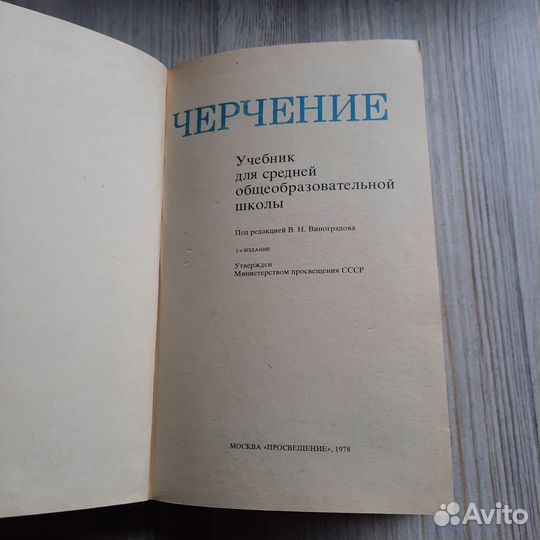 ЧЕРЧЕНИЕ
Учебник
для средней
общеобразовательной
школы
Под редакцией В. Н. Виноградова
2-е ИЗДАНИЕ
Утвержден
Министерством просвещения СССР
МОСКВА «ПРОСВЕЩЕНИЕ», 1978
Avito